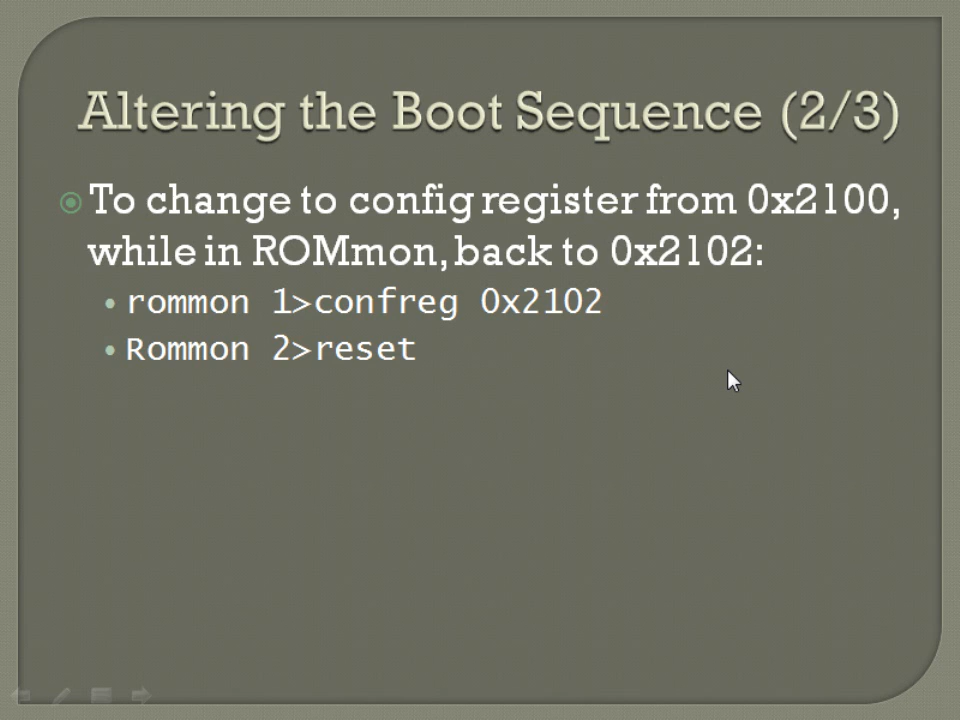 Altering the Boot Sequence (2/3)
To change to config register from 0x2100,
while in ROMmon, back to 0x2102:
rommon 1>confreg 0x2102
Rommon 2>reset